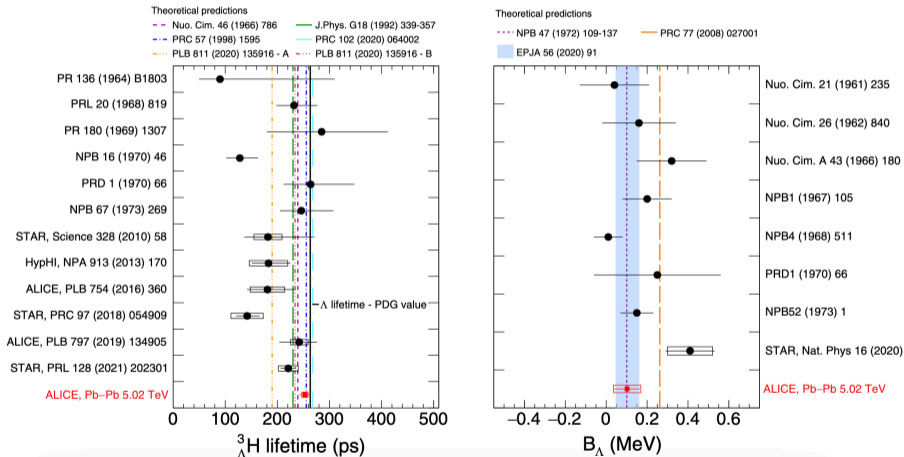 Theoretical predictions
Nuo. Cim. 46 (1966) 786
J.Phys. G18 (1992) 339-357
PRC 57 (1998) 1595
PRC 102 (2020) 064002
PLB 811 (2020) 135916 - A
PLB 811 (2020) 135916 - B
PR 136 (1964) B1803
PRL 20 (1968) 819
PR 180 (1969) 1307
NPB 16 (1970) 46
PRD 1 (1970) 66
NPB 67 (1973) 269
STAR, Science 328 (2010) 58
HypHI, NPA 913 (2013) 170
ALICE, PLB 754 (2016) 360
Λ lifetime - PDG value
STAR, PRC 97 (2018) 054909
ALICE, PLB 797 (2019) 134905
STAR, PRL 128 (2021) 202301
ALICE, Pb–Pb 5.02 TeV
0 100 200 300 400 500
³ΛH lifetime (ps)
Theoretical predictions
NPB 47 (1972) 109-137
PRC 77 (2008) 027001
EPJA 56 (2020) 91
Nuo. Cim. 21 (1961) 235
Nuo. Cim. 26 (1962) 840
Nuo. Cim. A 43 (1966) 180
NPB1 (1967) 105
NPB4 (1968) 511
PRD1 (1970) 66
NPB52 (1973) 1
STAR, Nat. Phys 16 (2020)
ALICE, Pb–Pb 5.02 TeV
−0.4 −0.2 0 0.2 0.4 0.6
BΛ (MeV)